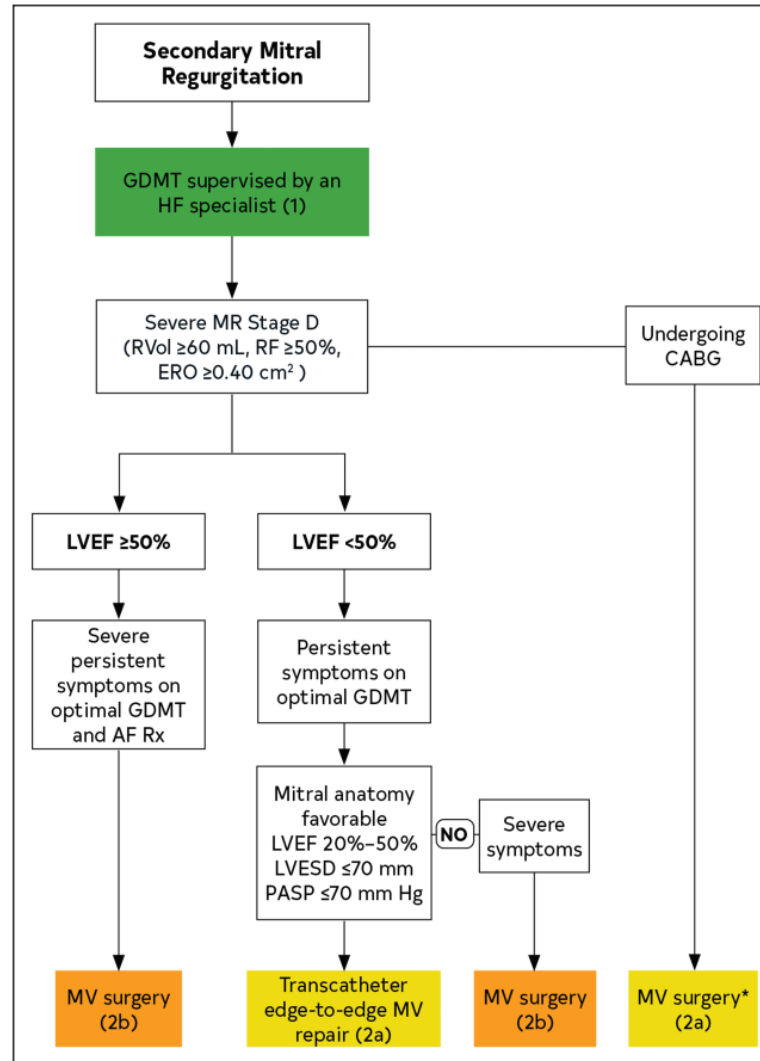 Secondary Mitral
Regurgitation
GDMT supervised by an
HF specialist (1)
Severe MR Stage D
(RVol ≥60 mL, RF ≥50%,
ERO ≥0.40 cm² )
Undergoing
CABG
LVEF ≥50%
LVEF <50%
Severe
persistent
symptoms on
optimal GDMT
and AF Rx
Persistent
symptoms on
optimal GDMT
Mitral anatomy
favorable
LVEF 20%–50%
LVESD ≤70 mm
PASP ≤70 mm Hg
NO
Severe
symptoms
MV surgery
(2b)
Transcatheter
edge-to-edge MV
repair (2a)
MV surgery
(2b)
MV surgery*
(2a)